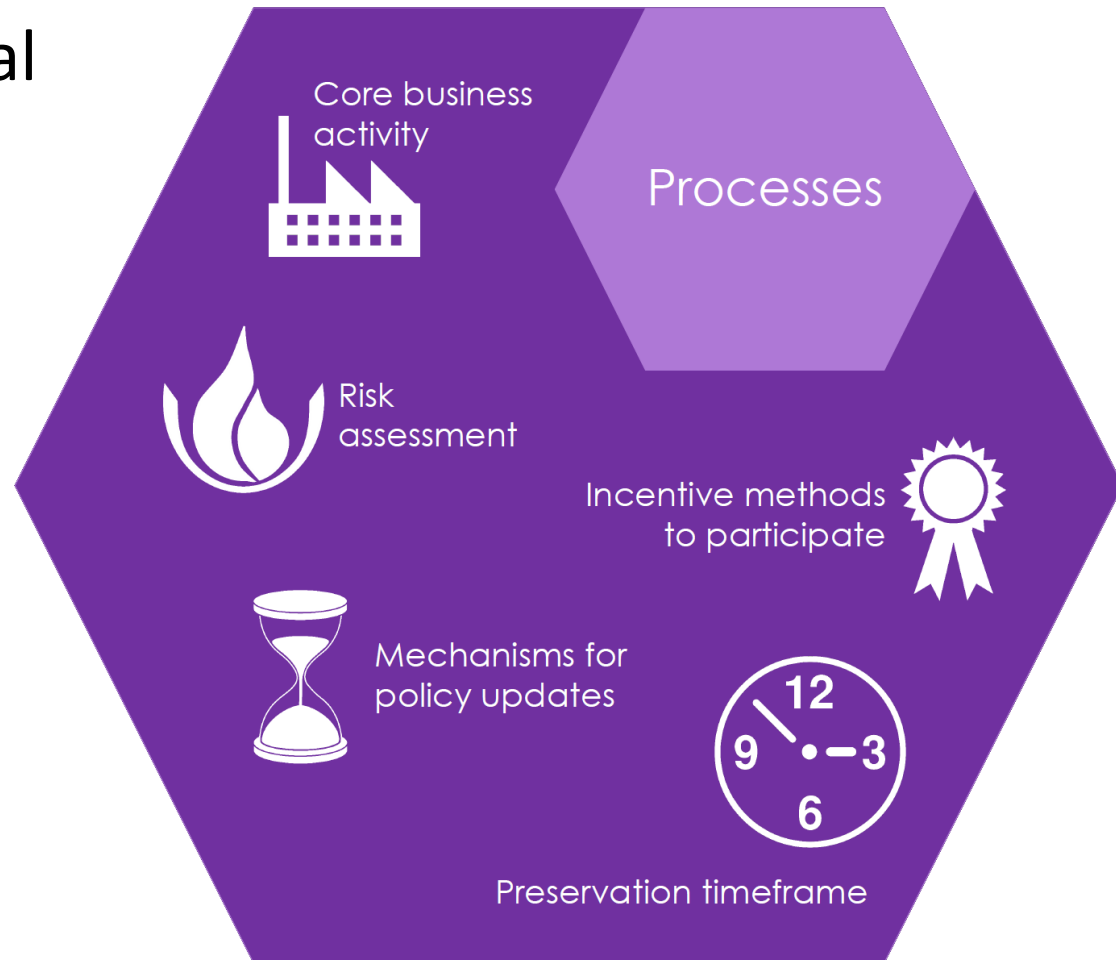 al
Core business
activity
Processes
Risk
assessment
Incentive methods
to participate
Mechanisms for
policy updates
12
9
3
6
Preservation timeframe